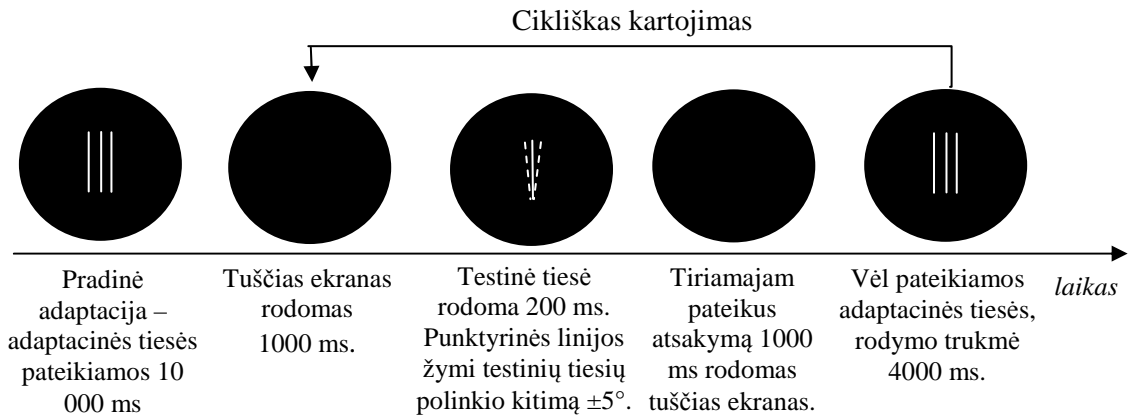 Cikliškas kartojimas
Pradinė
adaptacija –
adaptacinės tiesės
pateikiamos 10
000 ms
Tuščias ekranas
rodomas
1000 ms.
Testinė tiesė
rodoma 200 ms.
Punktyrinės linijos
žymi testinių tiesių
polinkio kitimą ±5°.
Tiriamajam
pateikus
atsakymą 1000
ms rodomas
tuščias ekranas.
Vėl pateikiamos
adaptacinės tiesės,
rodymo trukmė
4000 ms.
laikas